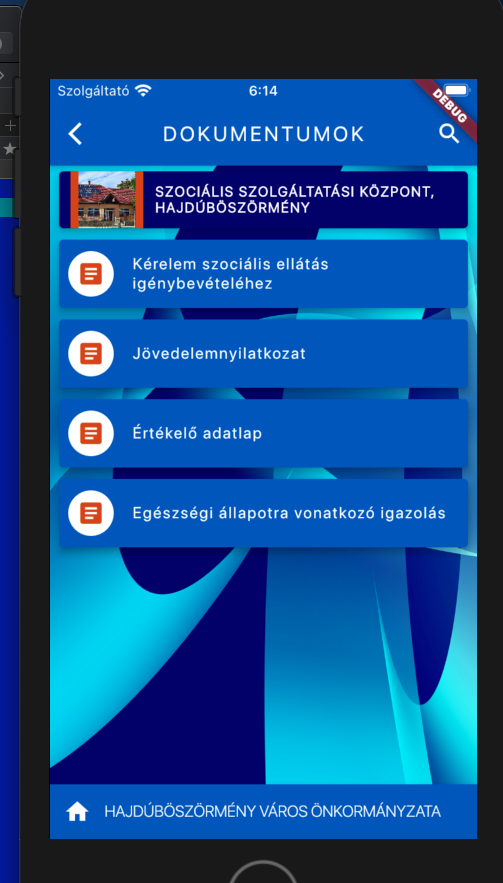 Szolgáltató 6:14
DEBUG
DOKUMENTUMOK
SZOCIÁLIS SZOLGÁLTATÁSI KÖZPONT,
HAJDÚBÖSZÖRMÉNY
Kérelem szociális ellátás
igénybevételéhez
Jövedelemnyilatkozat
Értékelő adatlap
Egészségi állapotra vonatkozó igazolás
HAJDÚBÖSZÖRMÉNY VÁROS ÖNKORMÁNYZATA